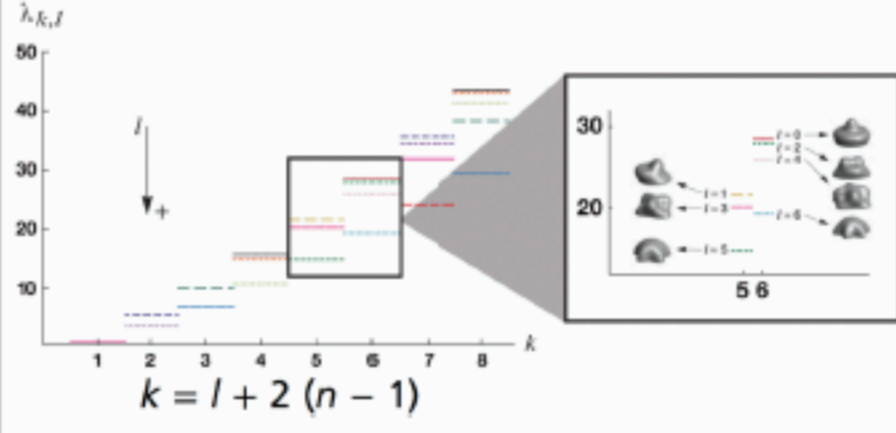 λk,l
50
40
30
20
10
l
+
1 2 3 4 5 6 7 8 k
k = l + 2 (n − 1)
30
20
l=0
l=2
l=4
l=1
l=3
l=6
l=5
5 6